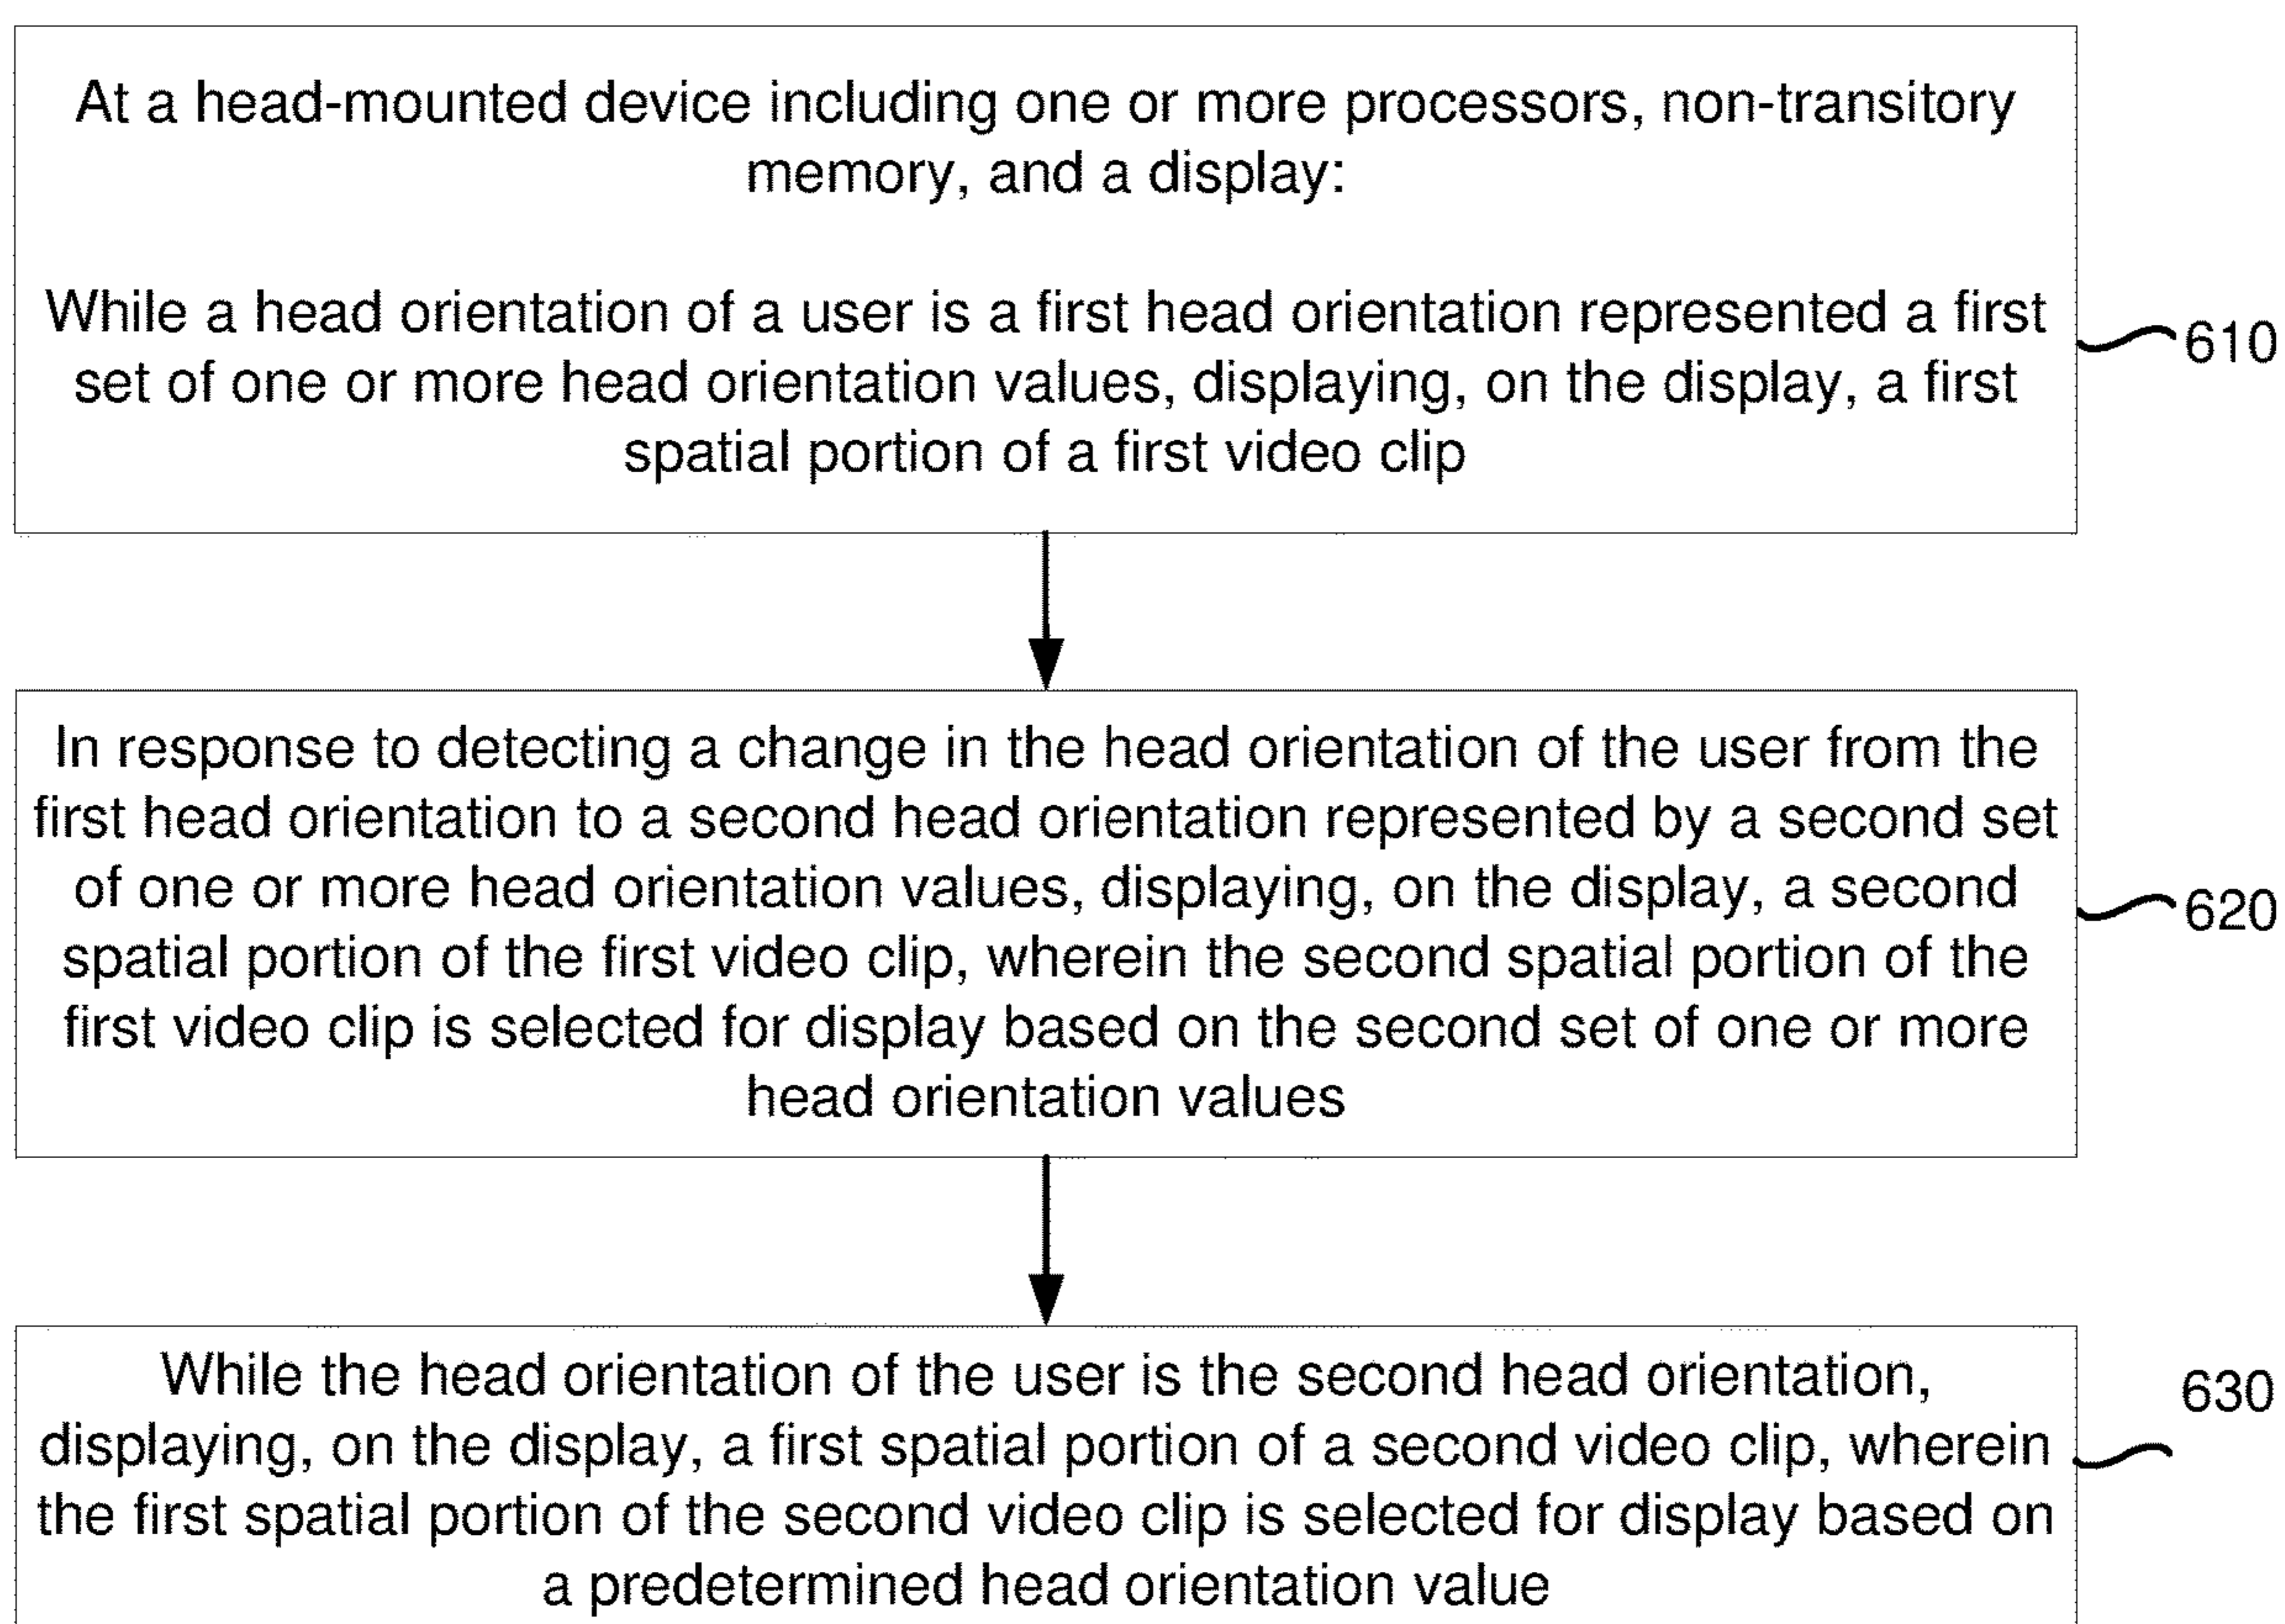 At a head-mounted device including one or more processors, non-transitory
memory, and a display:
While a head orientation of a user is a first head orientation represented a first
set of one or more head orientation values, displaying, on the display, a first
spatial portion of a first video clip
610
In response to detecting a change in the head orientation of the user from the
first head orientation to a second head orientation represented by a second set
of one or more head orientation values, displaying, on the display, a second
spatial portion of the first video clip, wherein the second spatial portion of the
first video clip is selected for display based on the second set of one or more
head orientation values
620
While the head orientation of the user is the second head orientation,
displaying, on the display, a first spatial portion of a second video clip, wherein
the first spatial portion of the second video clip is selected for display based on
a predetermined head orientation value
630